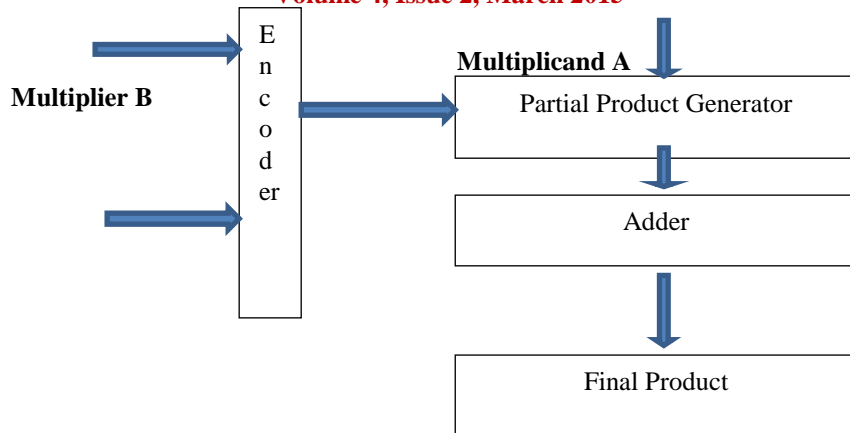 Volume 4, Issue 2, March 2015
E
n
c
o
d
er
Multiplicand A
Multiplier B
Partial Product Generator
Adder
Final Product